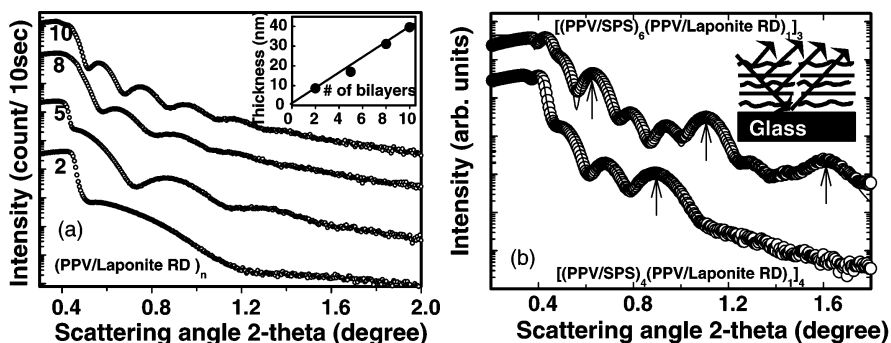 10
8
5
2
(a)
(PPV/Laponite RD )n
Intensity (count/ 10sec)
0.4 0.8 1.2 1.6 2.0
Scattering angle 2-theta (degree)
Thickness (nm)
40
30
20
10
0
0 2 4 6 8 10
# of bilayers
[(PPV/SPS)6(PPV/Laponite RD)1]3
Glass
(b)
[(PPV/SPS)4(PPV/Laponite RD)1]4
Intensity (arb. units)
0.4 0.8 1.2 1.6
Scattering angle 2-theta (degree)